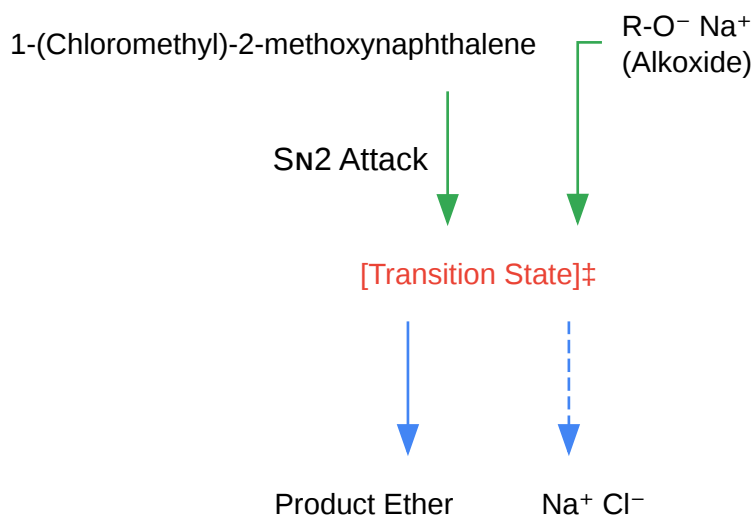 1-(Chloromethyl)-2-methoxynaphthalene
R-O⁻ Na⁺
(Alkoxide)
Sɴ2 Attack
[Transition State]‡
Product Ether
Na⁺ Cl⁻